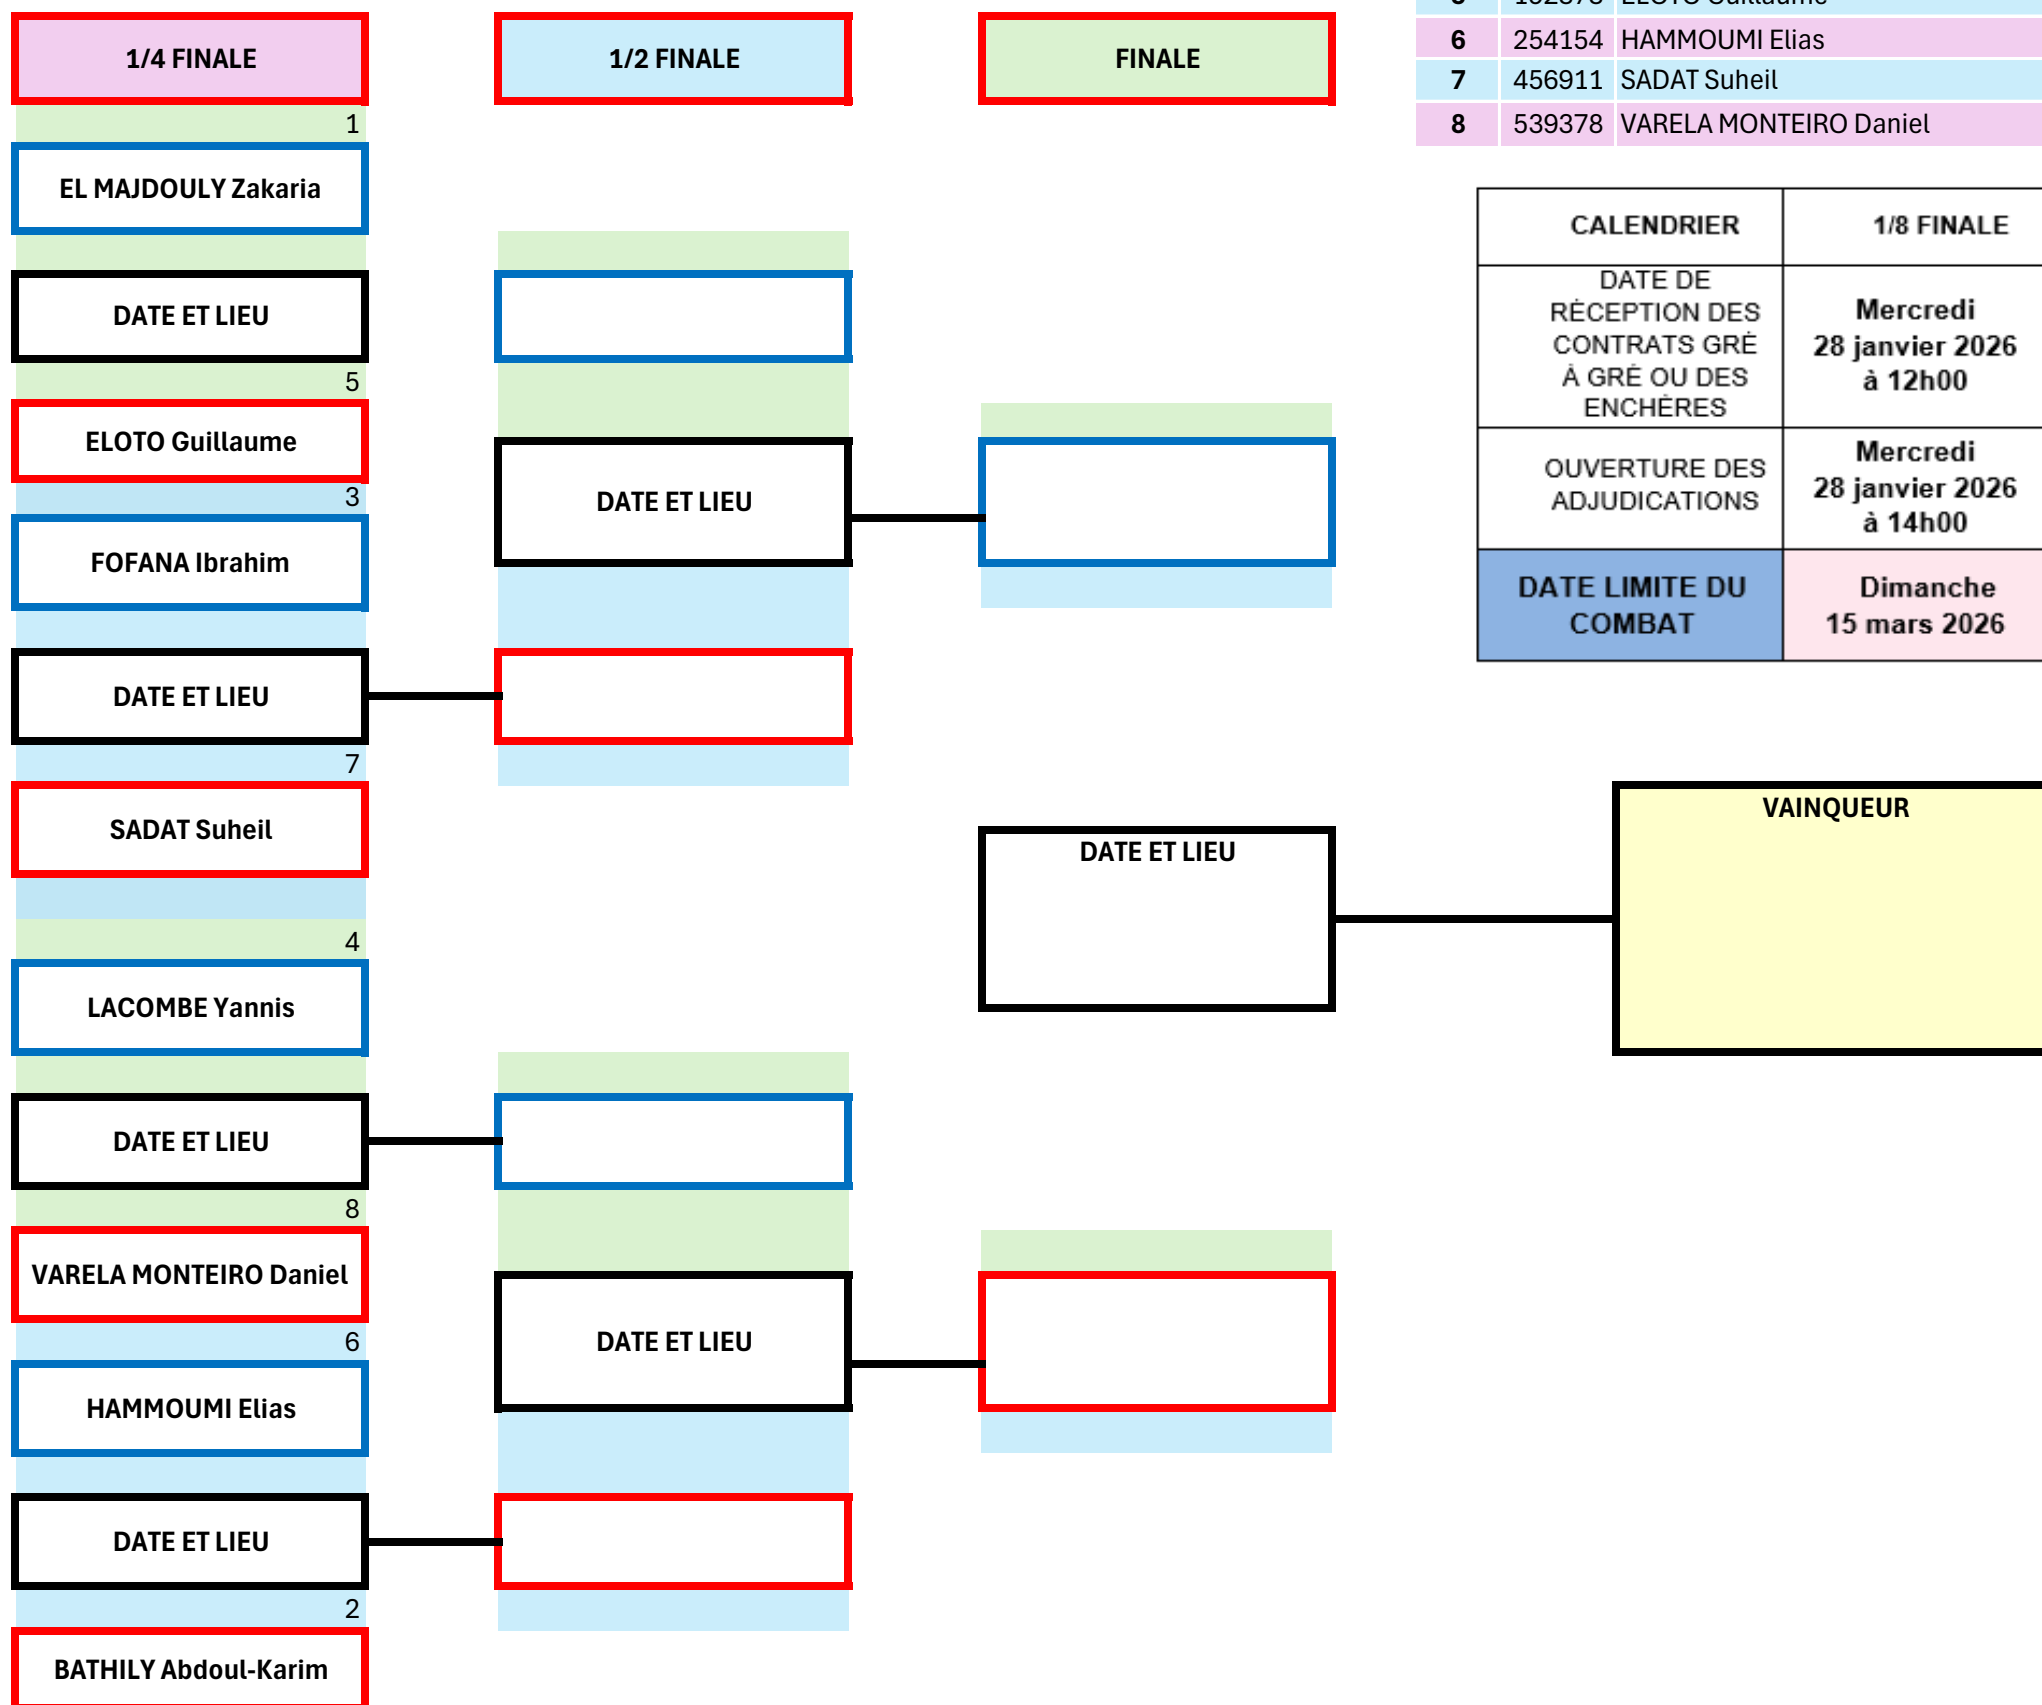 1/4 FINALE
1/2 FINALE
FINALE
ELOTO Guillaume
6 254154 HAMMOUMI Elias
7 456911 SADAT Suheil
8 539378 VARELA MONTEIRO Daniel
1
EL MAJDOULY Zakaria
DATE ET LIEU
5
ELOTO Guillaume
3
FOFANA Ibrahim
DATE ET LIEU
7
SADAT Suheil
4
LACOMBE Yannis
DATE ET LIEU
8
VARELA MONTEIRO Daniel
6
HAMMOUMI Elias
DATE ET LIEU
2
BATHILY Abdoul-Karim
DATE ET LIEU
DATE ET LIEU
DATE ET LIEU
VAINQUEUR
CALENDRIER
1/8 FINALE
DATE DE
RÉCEPTION DES
CONTRATS GRÉ
À GRÉ OU DES
ENCHÈRES
Mercredi
28 janvier 2026
à 12h00
OUVERTURE DES
ADJUDICATIONS
Mercredi
28 janvier 2026
à 14h00
DATE LIMITE DU
COMBAT
Dimanche
15 mars 2026